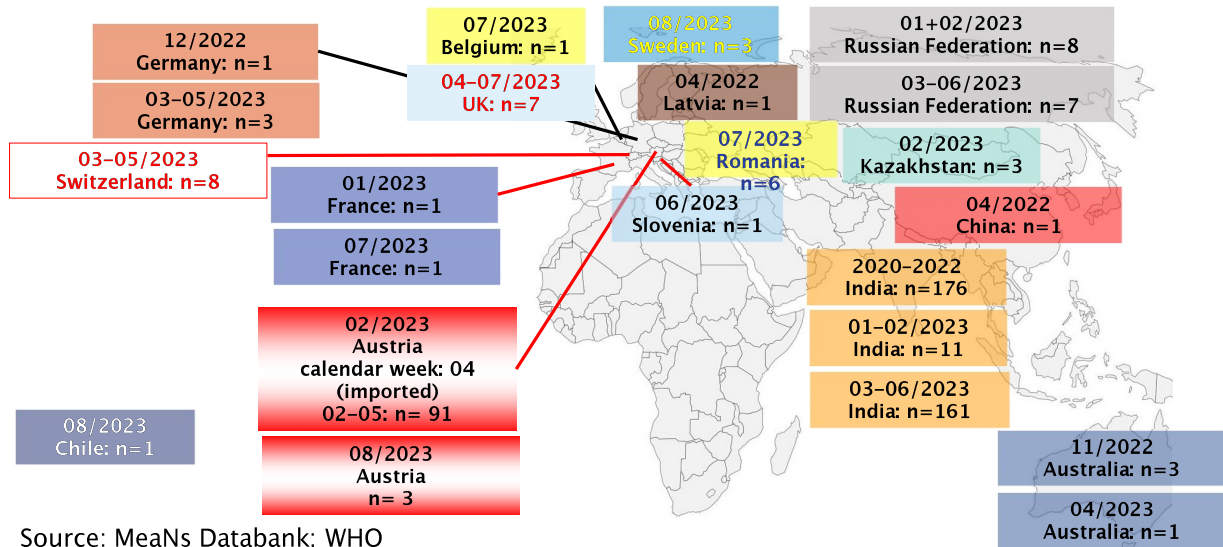 12/2022
Germany: n=1
03-05/2023
Germany: n=3
03-05/2023
Switzerland: n=8
01/2023
France: n=1
07/2023
France: n=1
02/2023
Austria
calendar week: 04
(imported)
02-05: n= 91
08/2023
Austria
n= 3
08/2023
Chile: n=1
07/2023
Belgium: n=1
04-07/2023
UK: n=7
08/2023
Sweden: n=3
04/2022
Latvia: n=1
07/2023
Romania:
n=6
06/2023
Slovenia: n=1
01+02/2023
Russian Federation: n=8
03-06/2023
Russian Federation: n=7
02/2023
Kazakhstan: n=3
04/2022
China: n=1
2020-2022
India: n=176
01-02/2023
India: n=11
03-06/2023
India: n=161
11/2022
Australia: n=3
04/2023
Australia: n=1
Source: MeaNs Databank; WHO